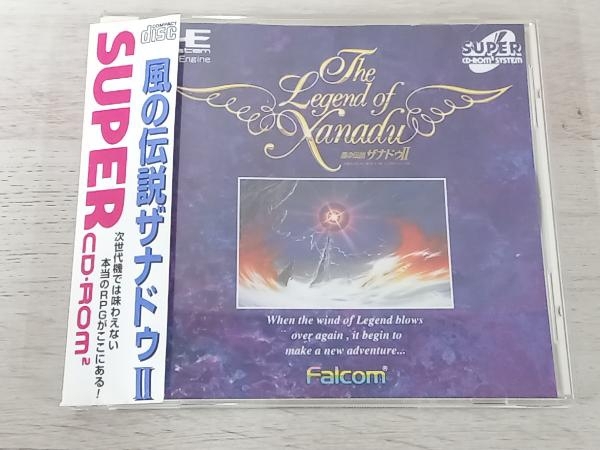 COMPACT
disc
SUPER CD-ROM²
風の伝説ザナドゥII
次世代機では味わえない
本当のRPGがここにある!
SUPER
CD-ROM² SYSTEM
The
Legend of
Xanadu
風の伝説 ザナドゥII
When the wind of Legend blows
over again , it begin to
make a new adventure...
Falcom